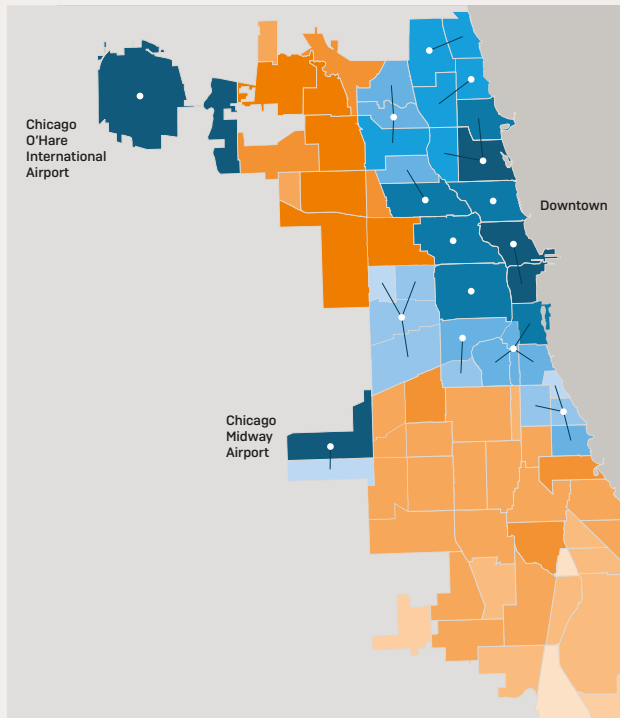 Chicago
O'Hare
International
Airport
Downtown
Chicago
Midway
Airport